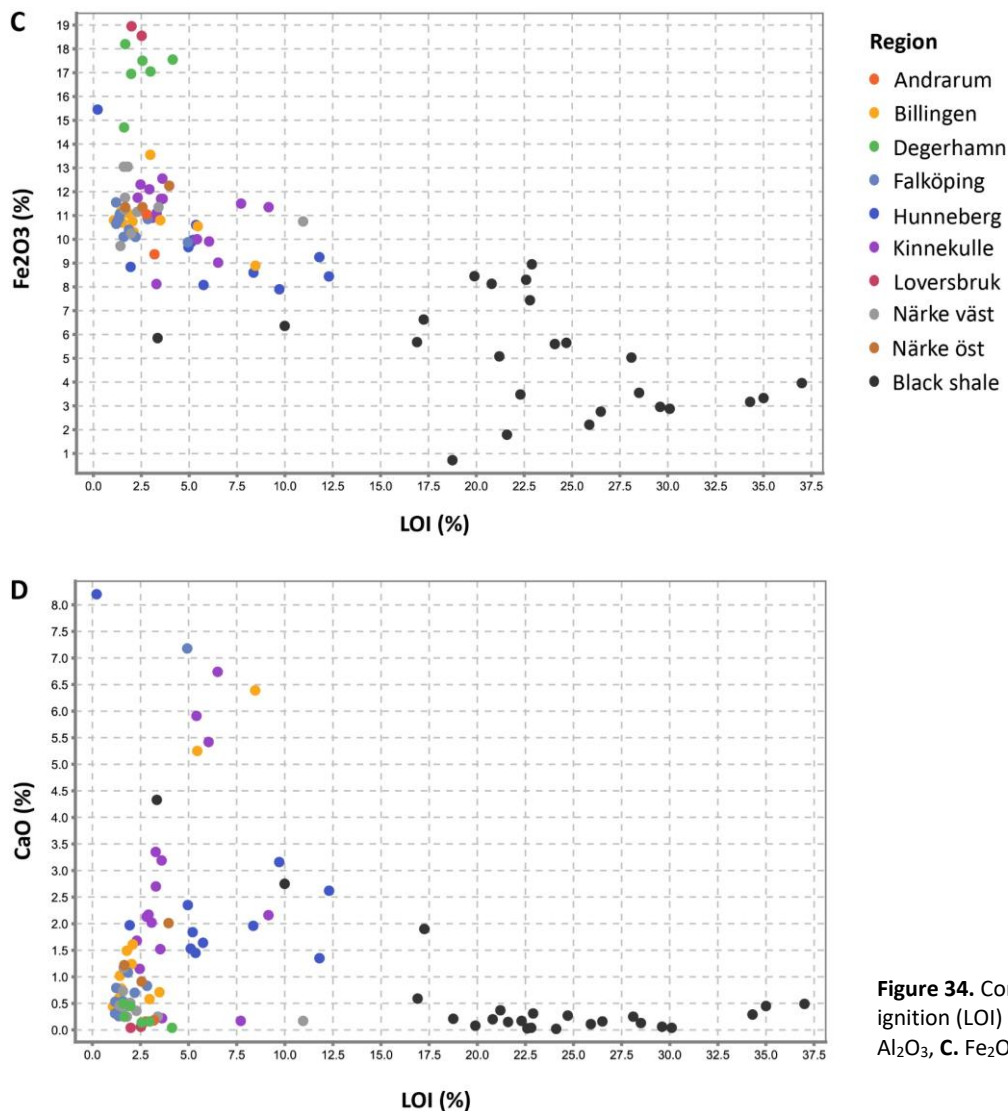 C
19
18
17
16
15
14
13
12
11
10
9
8
7
6
5
4
3
2
1
Fe2O3 (%)
0.0 2.5 5.0 7.5 10.0 12.5 15.0 17.5 20.0 22.5 25.0 27.5 30.0 32.5 35.0 37.5
LOI (%)
Region
Andrarum
Billingen
Degerhamn
Falköping
Hunneberg
Kinnekulle
Loversbruk
Närke väst
Närke öst
Black shale
D
8.0
7.5
7.0
6.5
6.0
5.5
5.0
4.5
4.0
3.5
3.0
2.5
2.0
1.5
1.0
0.5
0.0
CaO (%)
0.0 2.5 5.0 7.5 10.0 12.5 15.0 17.5 20.0 22.5 25.0 27.5 30.0 32.5 35.0 37.5
LOI (%)
Figure 34. Co
ignition (LOI)
Al₂O₃, C. Fe₂O